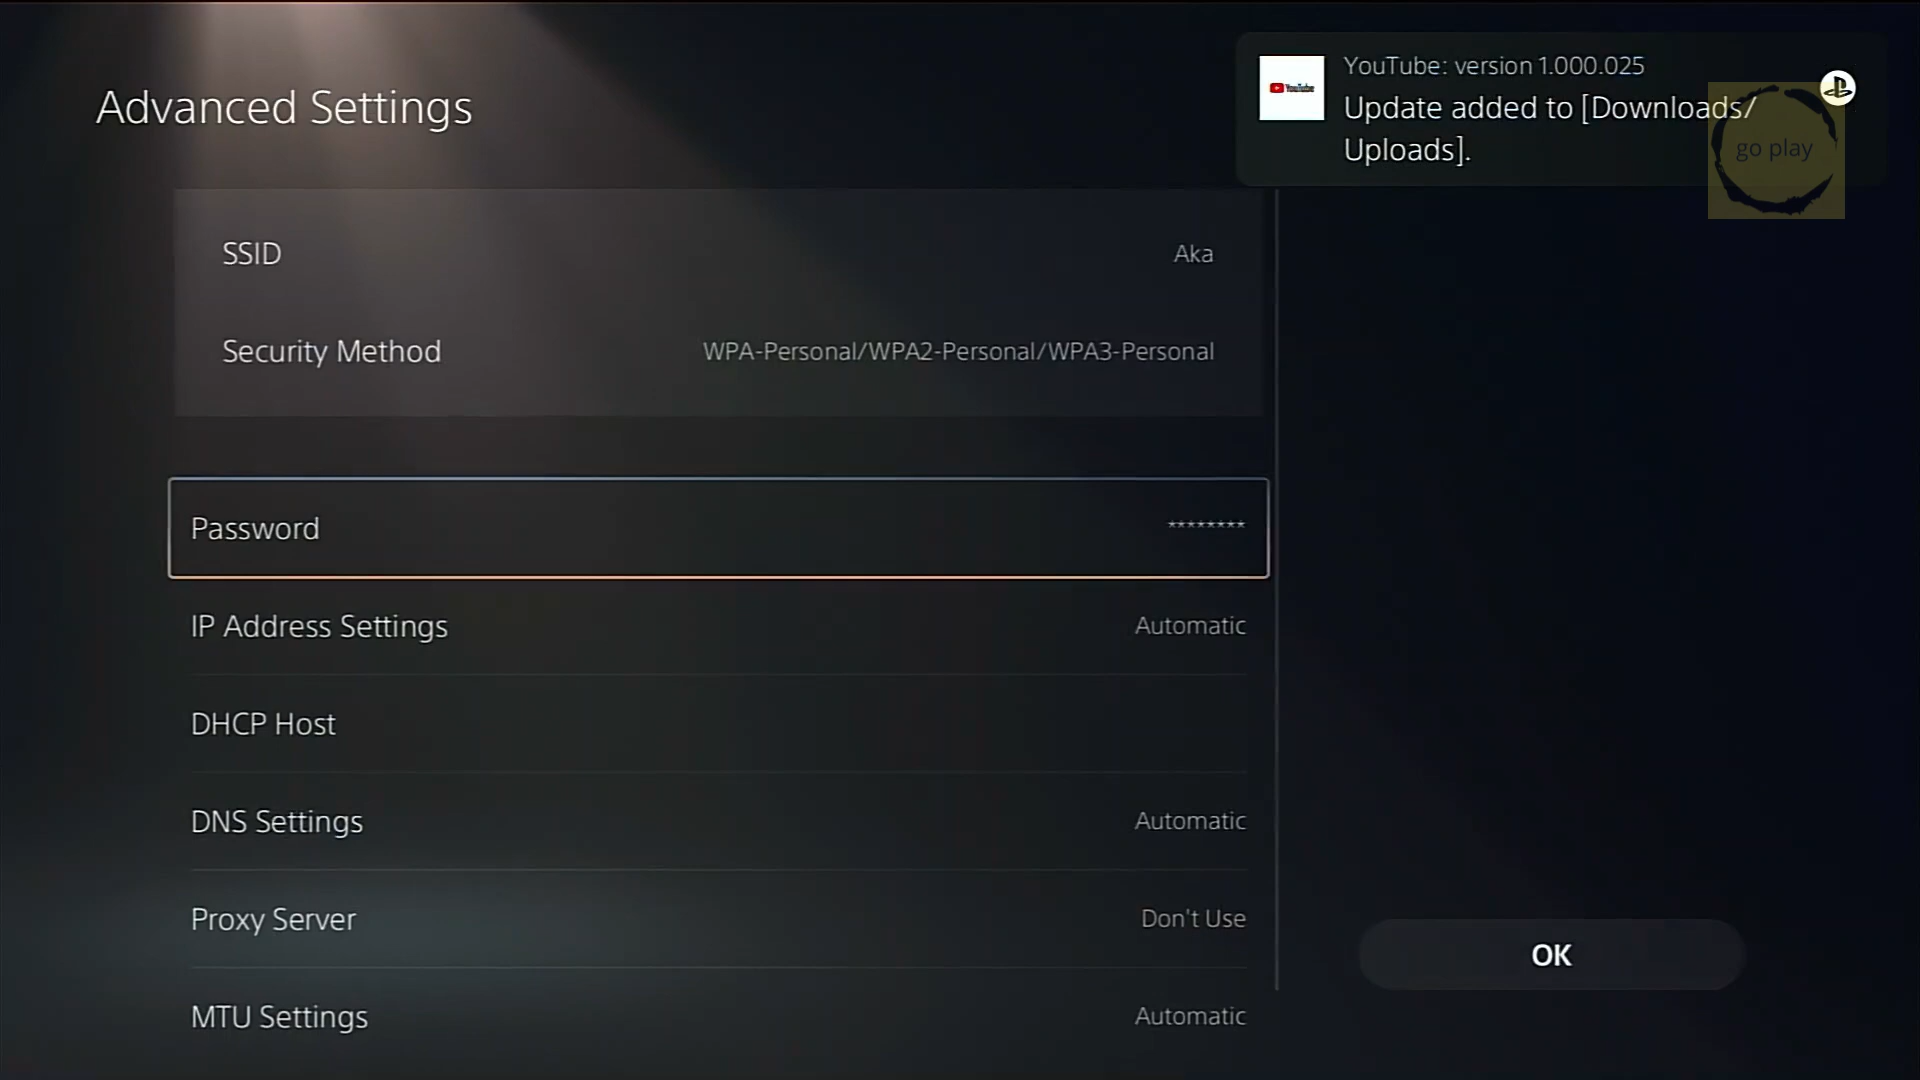 Advanced Settings
YouTube: version 1.000.025
Update added to [Downloads/
Uploads].
YouTube
go play
SSID
Aka
Security Method
WPA-Personal/WPA2-Personal/WPA3-Personal
Password
********
IP Address Settings
Automatic
DHCP Host
DNS Settings
Automatic
Proxy Server
Don't Use
MTU Settings
Automatic
OK